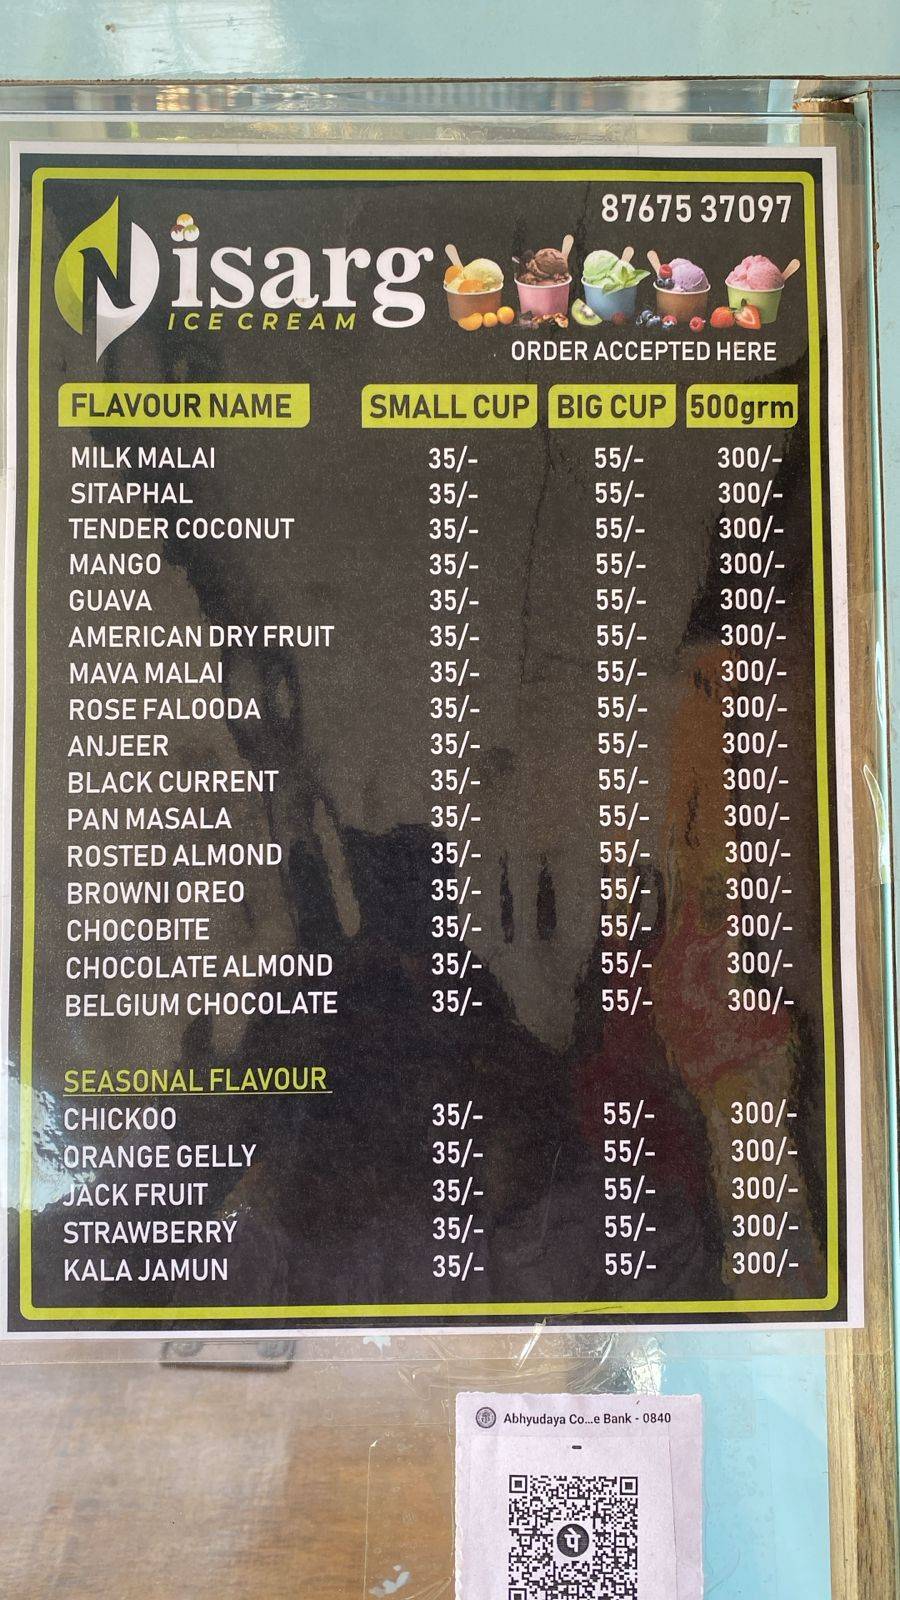 87675 37097
Nisarg
ICE CREAM
ORDER ACCEPTED HERE
FLAVOUR NAME SMALL CUP BIG CUP 500grm
MILK MALAI 35/- 55/- 300/-
SITAPHAL 35/- 55/- 300/-
TENDER COCONUT 35/- 55/- 300/-
MANGO 35/- 55/- 300/-
GUAVA 35/- 55/- 300/-
AMERICAN DRY FRUIT 35/- 55/- 300/-
MAVA MALAI 35/- 55/- 300/-
ROSE FALOODA 35/- 55/- 300/-
ANJEER 35/- 55/- 300/-
BLACK CURRENT 35/- 55/- 300/-
PAN MASALA 35/- 55/- 300/-
ROSTED ALMOND 35/- 55/- 300/-
BROWNI OREO 35/- 55/- 300/-
CHOCOBITE 35/- 55/- 300/-
CHOCOLATE ALMOND 35/- 55/- 300/-
BELGIUM CHOCOLATE 35/- 55/- 300/-
SEASONAL FLAVOUR
CHICKOO 35/- 55/- 300/-
ORANGE GELLY 35/- 55/- 300/-
JACK FRUIT 35/- 55/- 300/-
STRAWBERRY 35/- 55/- 300/-
KALA JAMUN 35/- 55/- 300/-
Abhyudaya Co...e Bank - 0840
-
पे